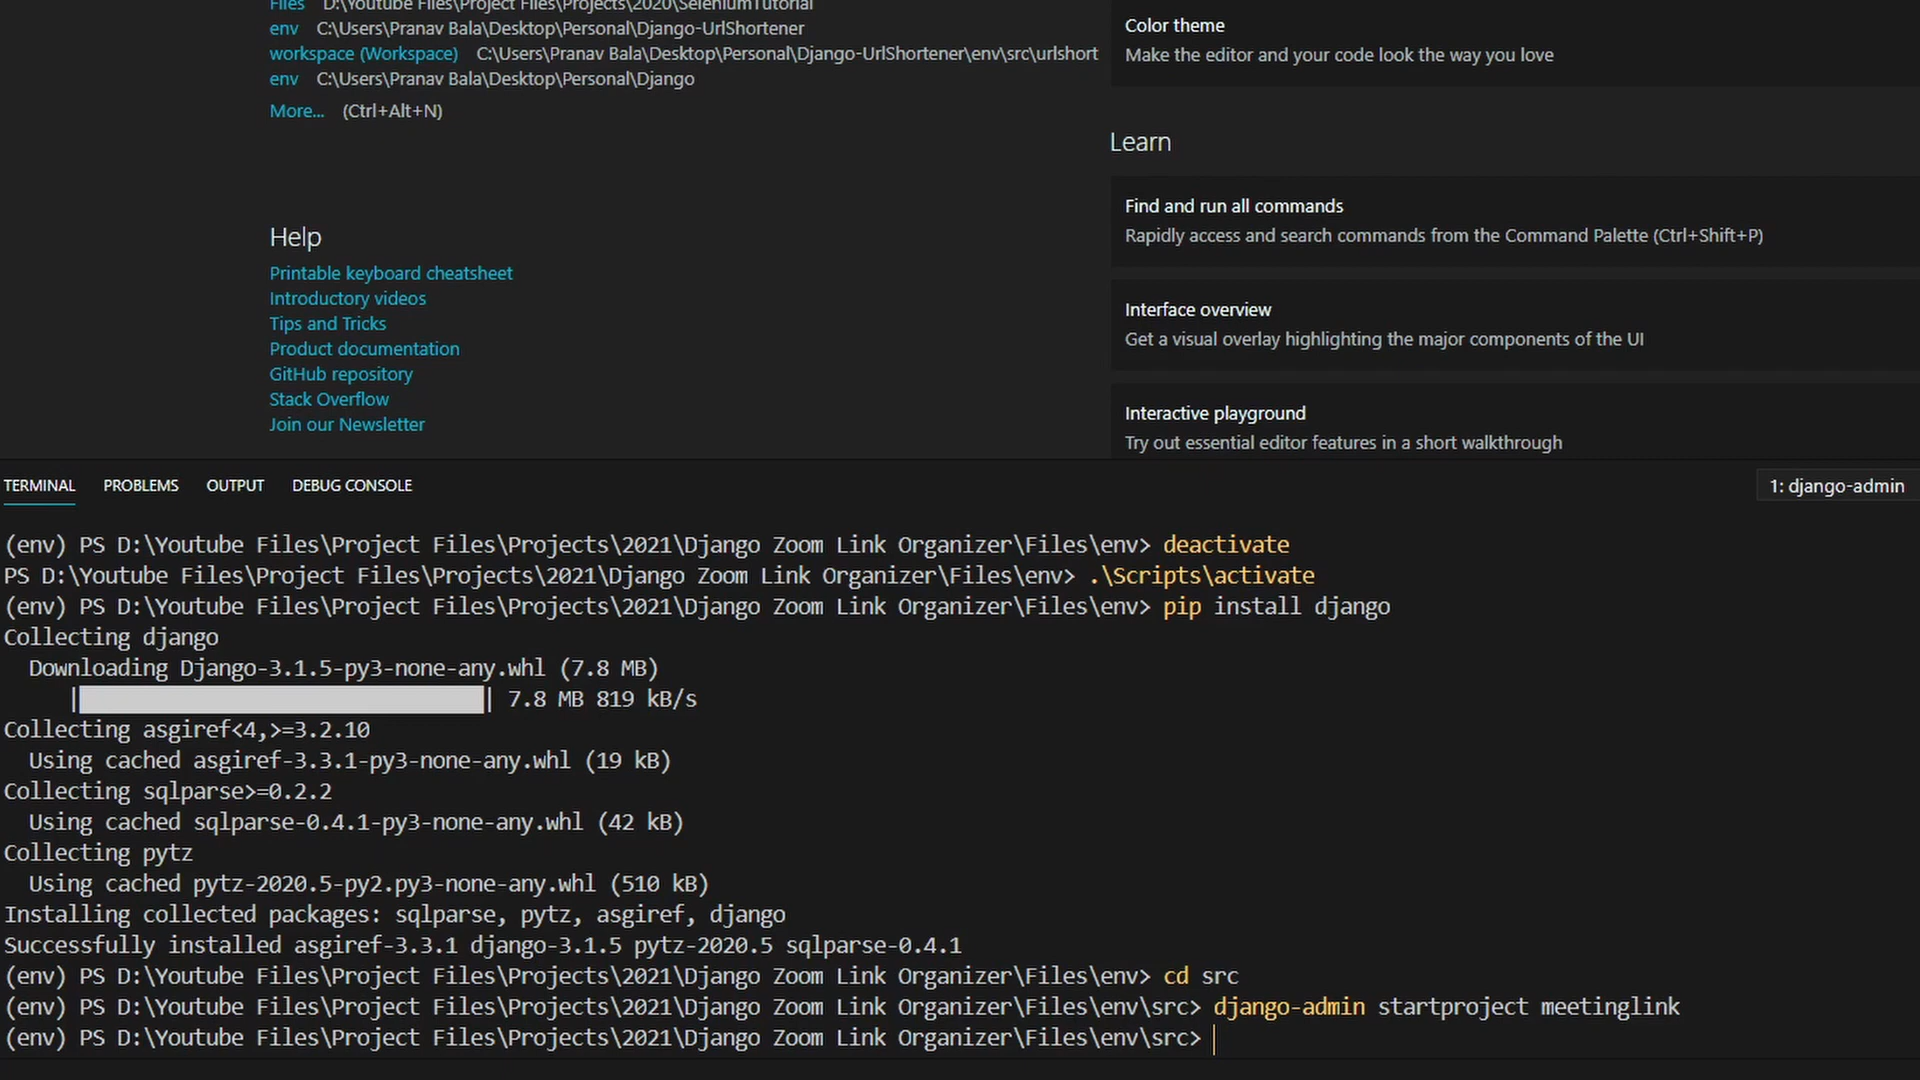 Files D:\Youtube Files\Project Files\Projects\2020\SeleniumTutorial
env C:\Users\Pranav Bala\Desktop\Personal\Django-UrlShortener
workspace (Workspace) C:\Users\Pranav Bala\Desktop\Personal\Django-UrlShortener\env\src\urlshort
env C:\Users\Pranav Bala\Desktop\Personal\Django
More... (Ctrl+Alt+N)
Help
Printable keyboard cheatsheet
Introductory videos
Tips and Tricks
Product documentation
GitHub repository
Stack Overflow
Join our Newsletter
Color theme
Make the editor and your code look the way you love
Learn
Find and run all commands
Rapidly access and search commands from the Command Palette (Ctrl+Shift+P)
Interface overview
Get a visual overlay highlighting the major components of the UI
Interactive playground
Try out essential editor features in a short walkthrough
TERMINAL PROBLEMS OUTPUT DEBUG CONSOLE 1: django-admin
(env) PS D:\Youtube Files\Project Files\Projects\2021\Django Zoom Link Organizer\Files\env> deactivate
PS D:\Youtube Files\Project Files\Projects\2021\Django Zoom Link Organizer\Files\env> .\Scripts\activate
(env) PS D:\Youtube Files\Project Files\Projects\2021\Django Zoom Link Organizer\Files\env> pip install django
Collecting django
  Downloading Django-3.1.5-py3-none-any.whl (7.8 MB)
     |████████████████████████████████| 7.8 MB 819 kB/s
Collecting asgiref<4,>=3.2.10
  Using cached asgiref-3.3.1-py3-none-any.whl (19 kB)
Collecting sqlparse>=0.2.2
  Using cached sqlparse-0.4.1-py3-none-any.whl (42 kB)
Collecting pytz
  Using cached pytz-2020.5-py2.py3-none-any.whl (510 kB)
Installing collected packages: sqlparse, pytz, asgiref, django
Successfully installed asgiref-3.3.1 django-3.1.5 pytz-2020.5 sqlparse-0.4.1
(env) PS D:\Youtube Files\Project Files\Projects\2021\Django Zoom Link Organizer\Files\env> cd src
(env) PS D:\Youtube Files\Project Files\Projects\2021\Django Zoom Link Organizer\Files\env\src> django-admin startproject meetinglink
(env) PS D:\Youtube Files\Project Files\Projects\2021\Django Zoom Link Organizer\Files\env\src>